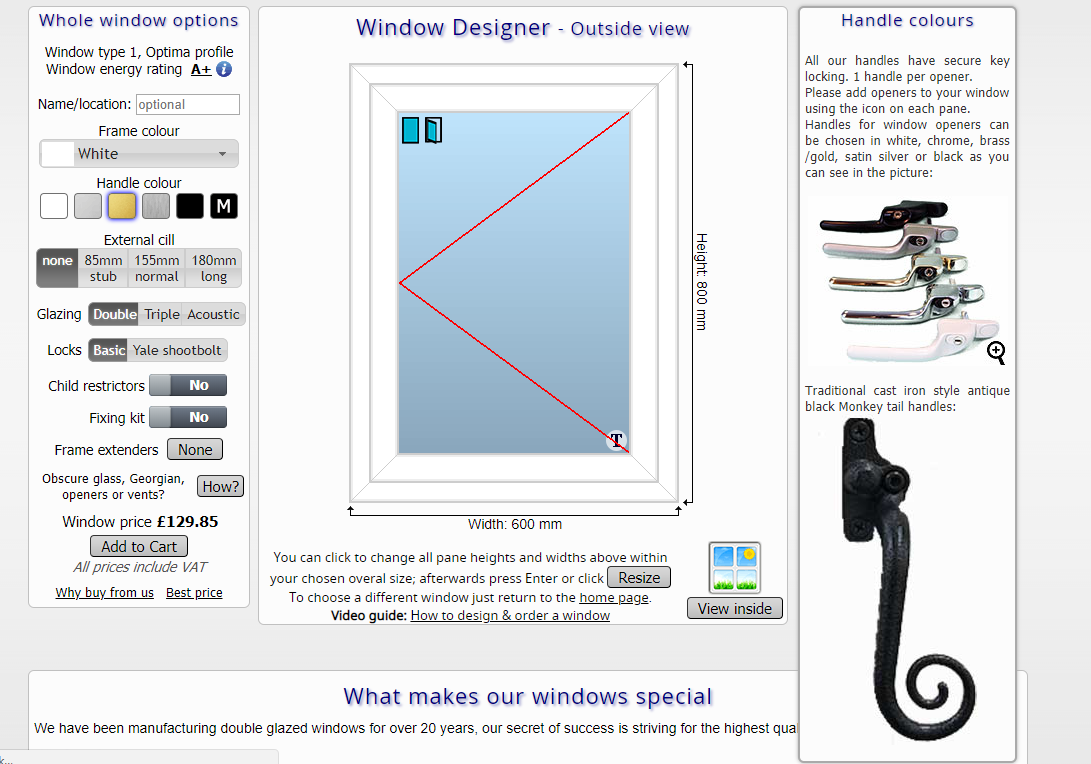 Whole window options
Window type 1, Optima profile
Window energy rating A+ i
Name/location: optional
Frame colour
White
Handle colour
M
External cill
none 85mm stub 155mm normal 180mm long
Glazing Double Triple Acoustic
Locks Basic Yale shootbolt
Child restrictors No
Fixing kit No
Frame extenders None
Obscure glass, Georgian,
openers or vents? How?
Window price £129.85
Add to Cart
All prices include VAT
Why buy from us Best price
Window Designer - Outside view
T
Height: 800 mm
Width: 600 mm
You can click to change all pane heights and widths above within
your chosen overal size; afterwards press Enter or click Resize
To choose a different window just return to the home page.
Video guide: How to design & order a window
View inside
Handle colours
All our handles have secure key
locking. 1 handle per opener.
Please add openers to your window
using the icon on each pane.
Handles for window openers can
be chosen in white, chrome, brass
/gold, satin silver or black as you
can see in the picture:
Traditional cast iron style antique
black Monkey tail handles:
What makes our windows special
We have been manufacturing double glazed windows for over 20 years, our secret of success is striving for the highest
k...